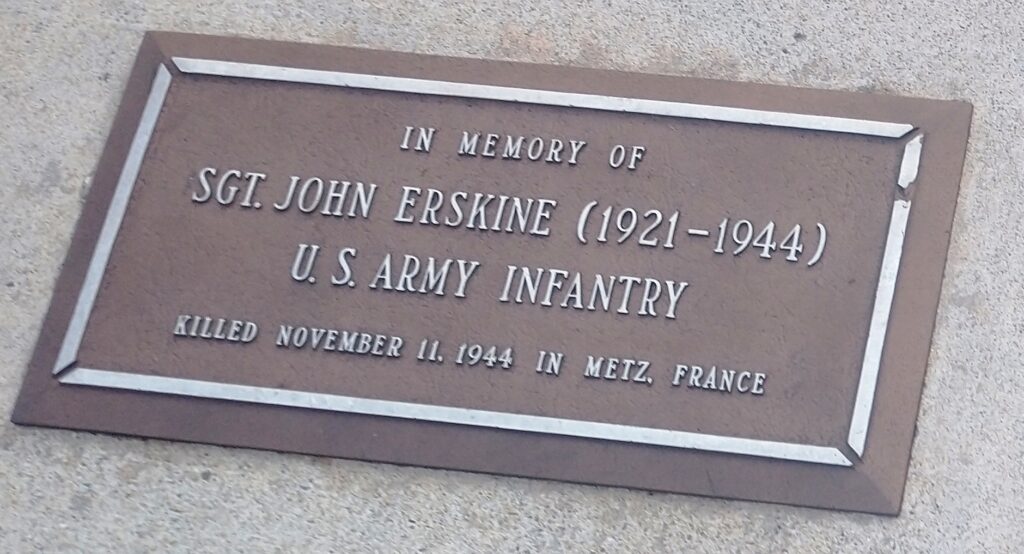 IN MEMORY OF
SGT. JOHN ERSKINE (1921-1944)
U. S. ARMY INFANTRY
KILLED NOVEMBER 11, 1944 IN METZ, FRANCE